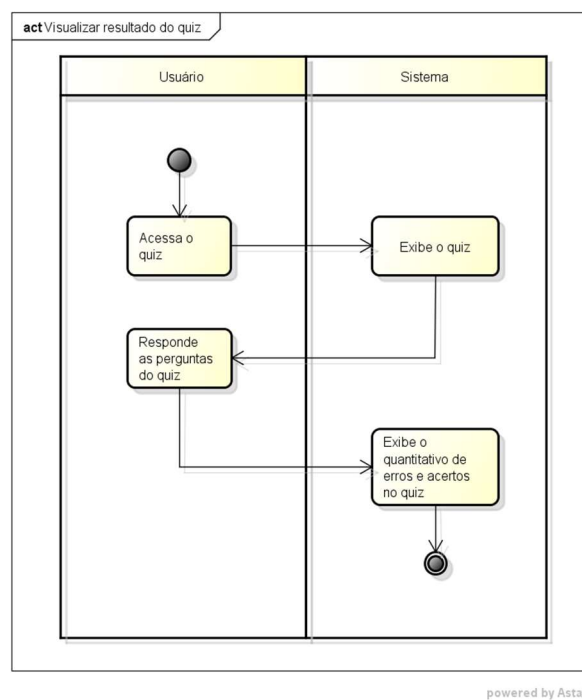 act Visualizar resultado do quiz
Usuário
Sistema
Acessa o
quiz
Exibe o quiz
Responde
as perguntas
do quiz
Exibe o
quantitativo de
erros e acertos
no quiz
powered by Asta